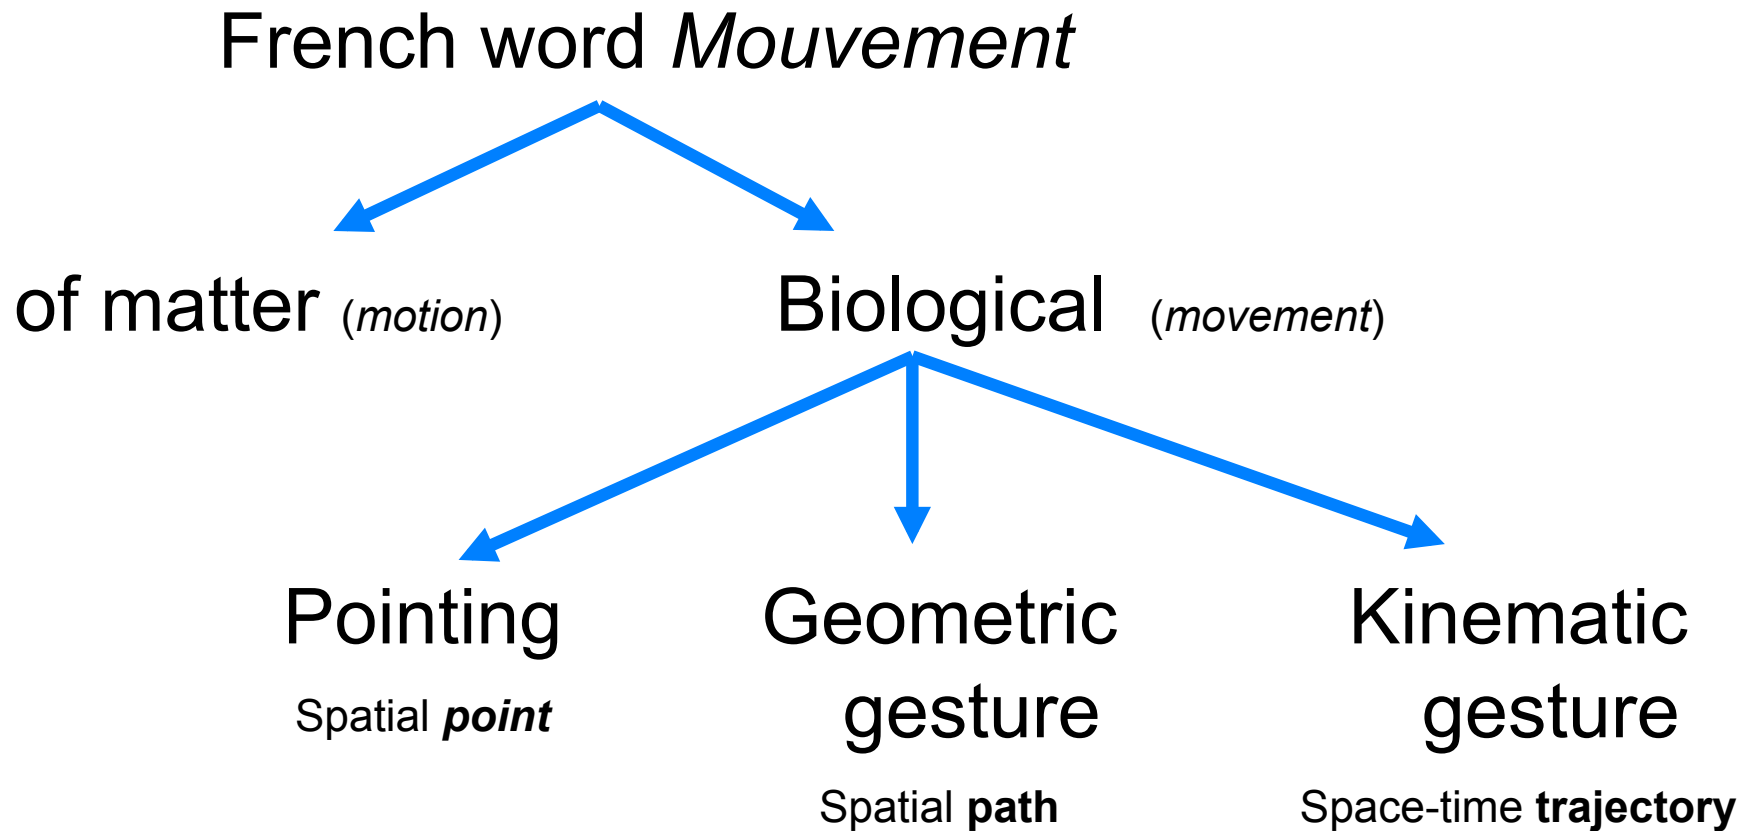 French word Mouvement
of matter (motion)
Biological (movement)
Pointing
Spatial point
Geometric
gesture
Spatial path
Kinematic
gesture
Space-time trajectory